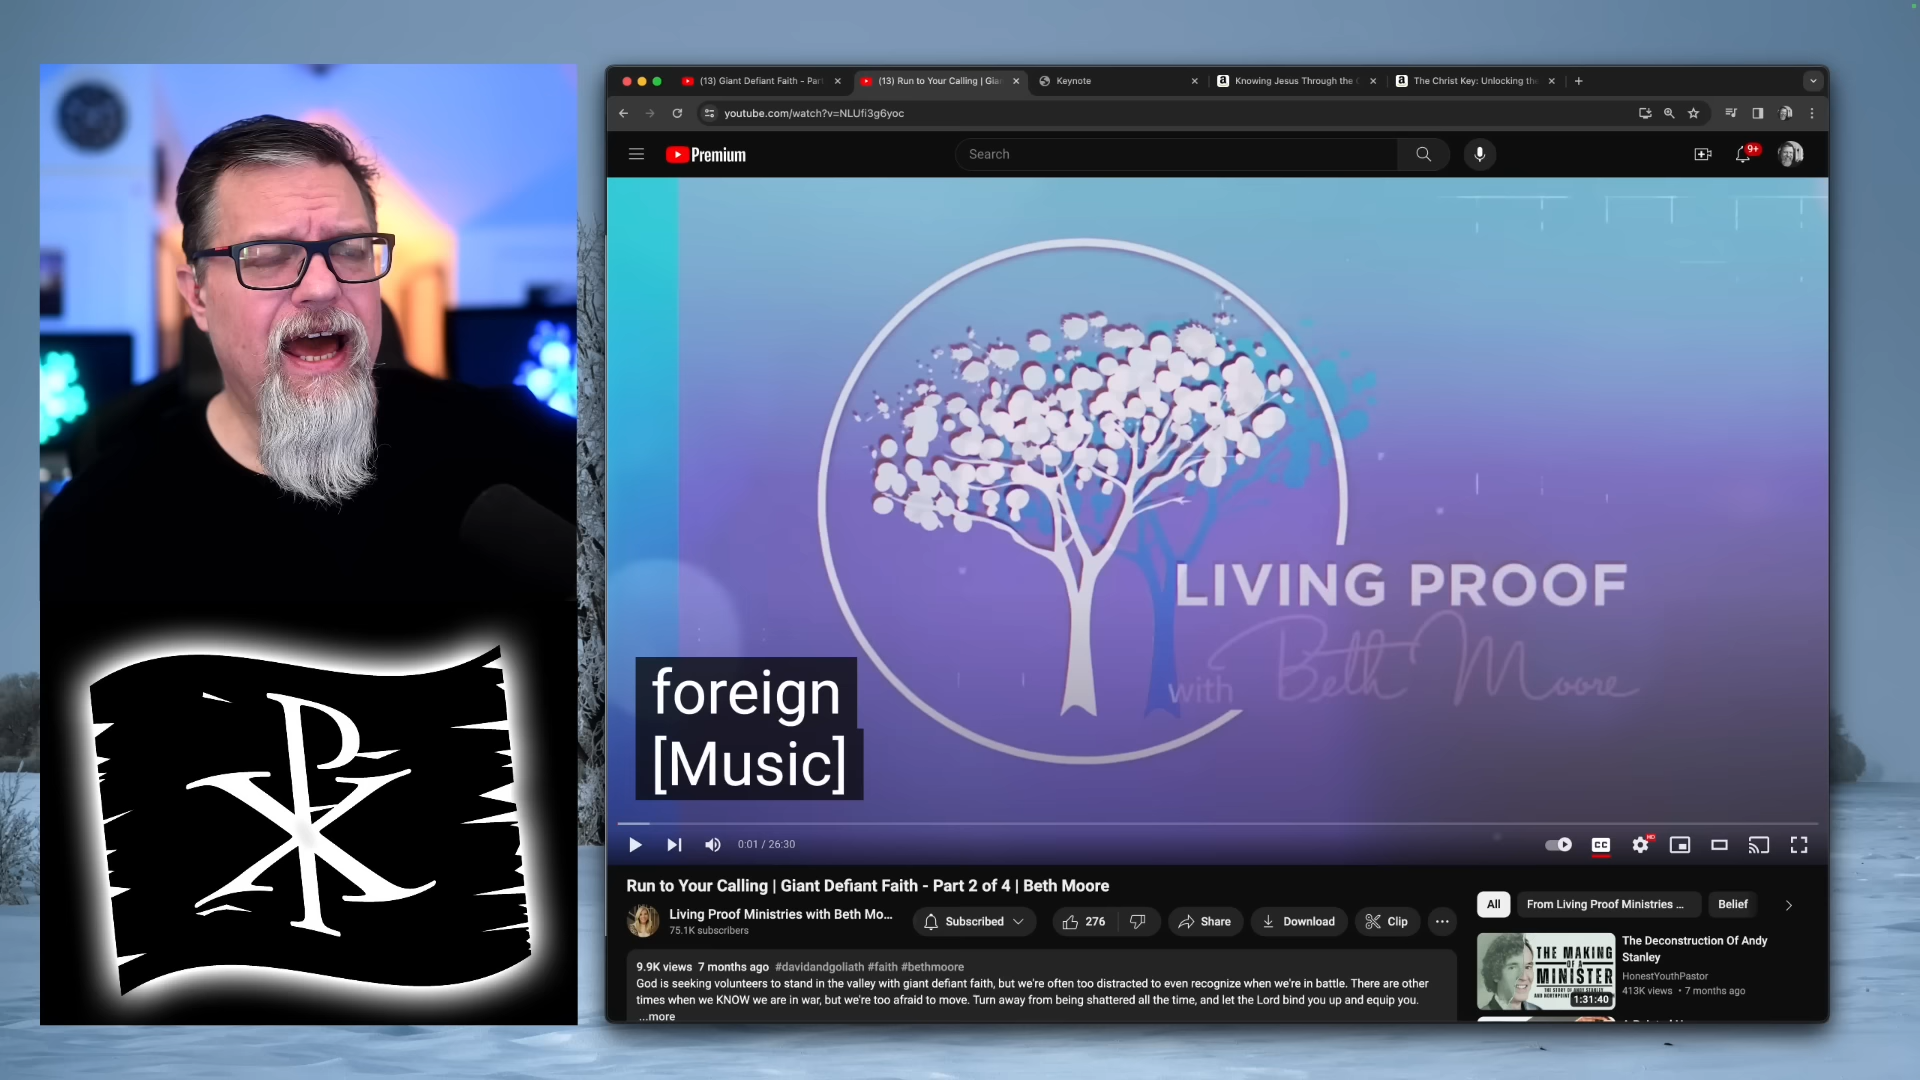 (13) Giant Defiant Faith - Part
(13) Run to Your Calling | Gia
Keynote
Knowing Jesus Through the
The Christ Key: Unlocking the
youtube.com/watch?v=NLUfi3g6yoc
Premium
Search
9+
LIVING PROOF
with Beth Moore
foreign
[Music]
0:01 / 26:30
CC
HD
Run to Your Calling | Giant Defiant Faith - Part 2 of 4 | Beth Moore
Living Proof Ministries with Beth Mo...
75.1K subscribers
Subscribed
276
Share
Download
Clip
All
From Living Proof Ministries ...
Belief
9.9K views 7 months ago #davidandgoliath #faith #bethmoore
God is seeking volunteers to stand in the valley with giant defiant faith, but we're often too distracted to even recognize when we're in battle. There are other
times when we KNOW we are in war, but we're too afraid to move. Turn away from being shattered all the time, and let the Lord bind you up and equip you.
...more
THE MAKING
OF A
MINISTER
1:31:40
The Deconstruction Of Andy
Stanley
HonestYouthPastor
413K views • 7 months ago